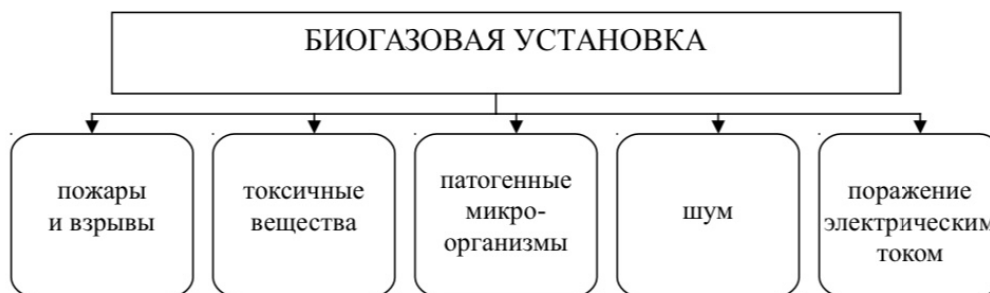 БИОГАЗОВАЯ УСТАНОВКА
пожары
и взрывы
токсичные
вещества
патогенные
микро-
организмы
шум
поражение
электрическим
током